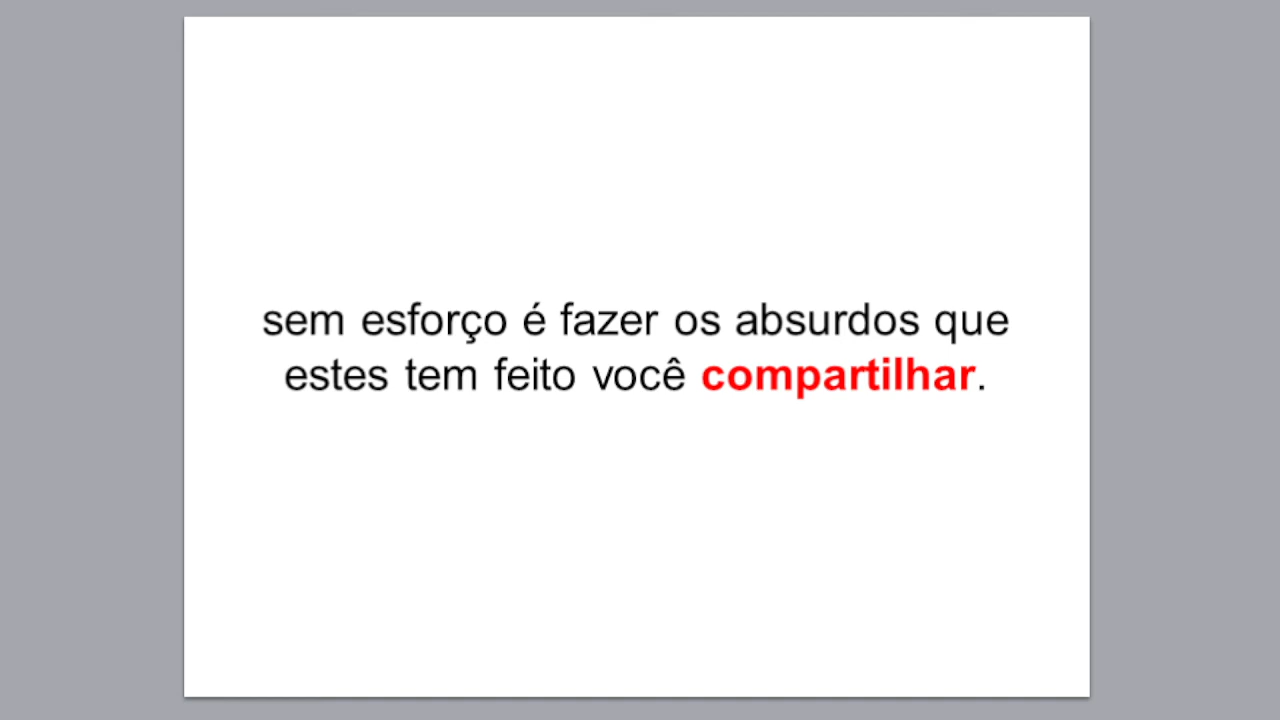 sem esforço é fazer os absurdos que
estes tem feito você compartilhar.